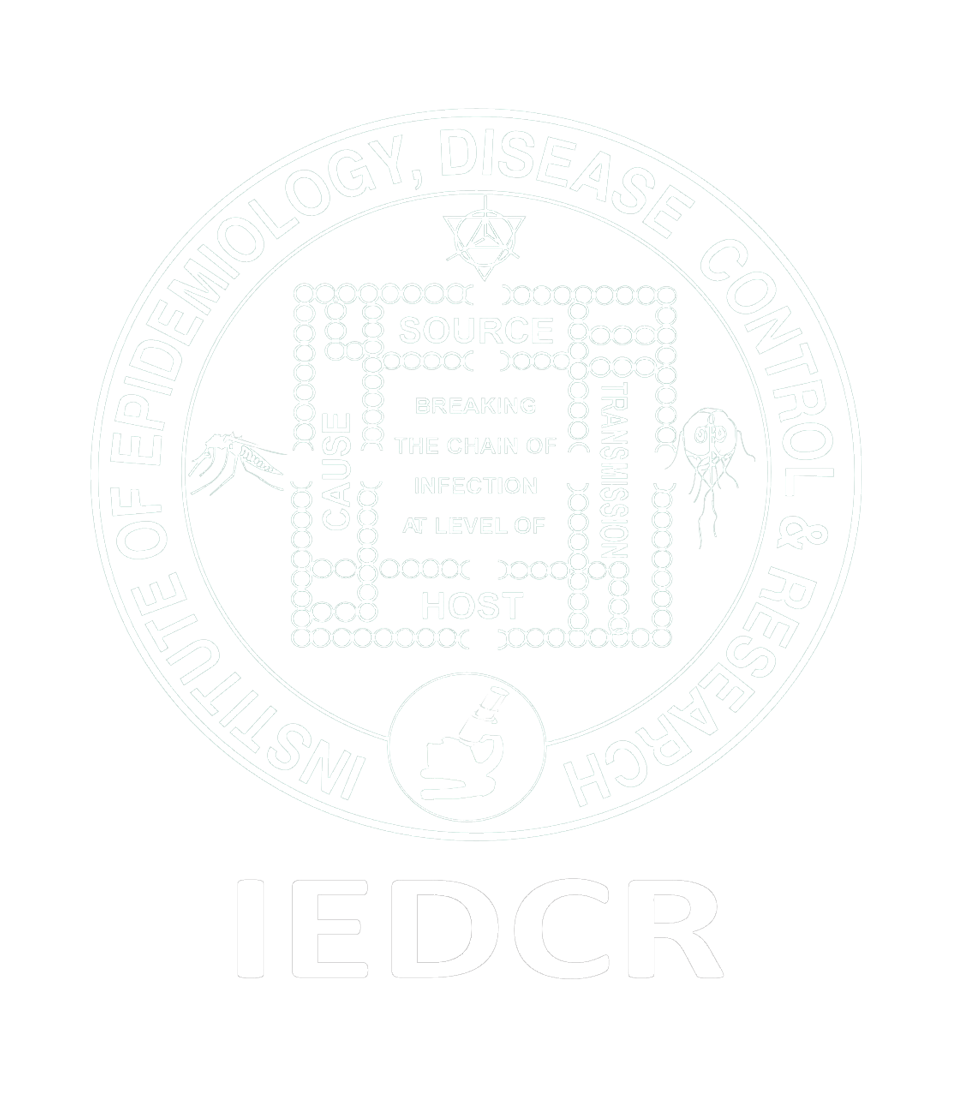 INSTITUTE OF EPIDEMIOLOGY, DISEASE CONTROL & RESEARCH
SOURCE
CAUSE
BREAKING
THE CHAIN OF
INFECTION
AT LEVEL OF
TRANSMISSION
HOST
IEDCR